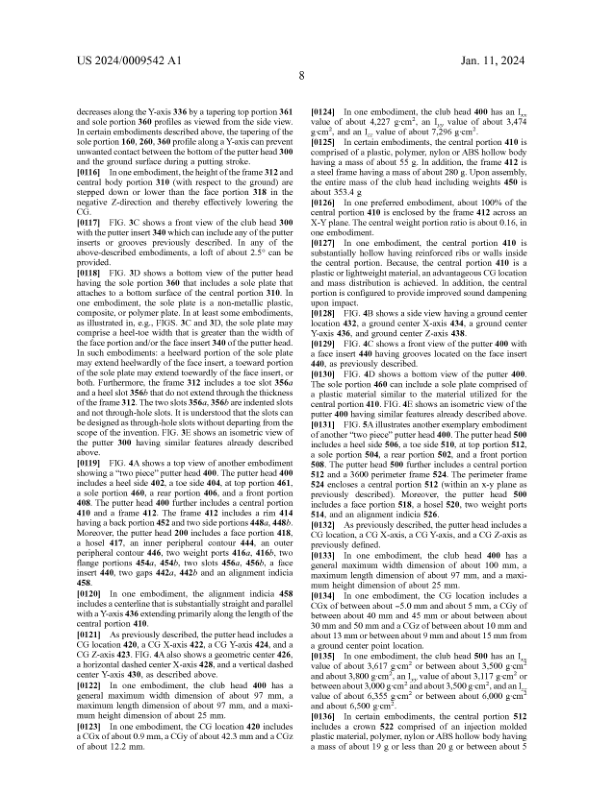 US 2024/0009542 A1
Jan. 11, 2024
8
decreases along the Y-axis 336 by a tapering top portion 361
and sole portion 360 profiles as viewed from the side view.
In certain embodiments described above, the tapering of the
sole portion 160, 260, 360 profile along a Y-axis can prevent
unwanted contact between the bottom of the putter head 300
and the ground surface during a putting stroke.
[0116] In one embodiment, the height of the frame 312 and
central body portion 310 (with respect to the ground) are
stepped down or lower than the face portion 318 in the
negative Z-direction and thereby effectively lowering the
CG.
[0117] FIG. 3C shows a front view of the club head 300
with the putter insert 340 which can include any of the putter
inserts or grooves previously described. In any of the
above-described embodiments, a loft of about 2.5° can be
provided.
[0118] FIG. 3D shows a bottom view of the putter head
having the sole portion 360 that includes a sole plate that
attaches to a bottom surface of the central portion 310. In
one embodiment, the sole plate is a non-metallic plastic,
composite, or polymer plate. In at least some embodiments,
as illustrated in, e.g., FIGS. 3C and 3D, the sole plate may
comprise a heel-toe width that is greater than the width of
the face portion and/or the face insert 340 of the putter head.
In such embodiments: a heelward portion of the sole plate
may extend heelwardly of the face insert, a toeward portion
of the sole plate may extend toewardly of the face insert, or
both. Furthermore, the frame 312 includes a toe slot 356a
and a heel slot 356b that do not extend through the thickness
of the frame 312. The two slots 356a, 356b are indented slots
and not through-hole slots. It is understood that the slots can
be designed as through-hole slots without departing from the
scope of the invention. FIG. 3E shows an isometric view of
the putter 300 having similar features already described
above.
[0119] FIG. 4A shows a top view of another embodiment
showing a "two piece" putter head 400. The putter head 400
includes a heel side 402, a toe side 404, at top portion 461,
a sole portion 460, a rear portion 406, and a front portion
408. The putter head 400 further includes a central portion
410 and a frame 412. The frame 412 includes a rim 414
having a back portion 452 and two side portions 448a, 448b.
Moreover, the putter head 200 includes a face portion 418,
a hosel 417, an inner peripheral contour 444, an outer
peripheral contour 446, two weight ports 416a, 416b, two
flange portions 454a, 454b, two slots 456a, 456b, a face
insert 440, two gaps 442a, 442b and an alignment indicia
458.
[0120] In one embodiment, the alignment indicia 458
includes a centerline that is substantially straight and parallel
with a Y-axis 436 extending primarily along the length of the
central portion 410.
[0121] As previously described, the putter head includes a
CG location 420, a CG X-axis 422, a CG Y-axis 424, and a
CG Z-axis 423. FIG. 4A also shows a geometric center 426,
a horizontal dashed center X-axis 428, and a vertical dashed
center Y-axis 430, as described above.
[0122] In one embodiment, the club head 400 has a
general maximum width dimension of about 97 mm, a
maximum length dimension of about 97 mm, and a maxi-
mum height dimension of about 25 mm.
[0123] In one embodiment, the CG location 420 includes
a CGx of about 0.9 mm, a CGy of about 42.3 mm and a CGz
of about 12.2 mm.
[0124] In one embodiment, the club head 400 has an Ixx
value of about 4,227 g·cm², an Iyy value of about 3,474
g·cm², and an Izz value of about 7,296 g·cm².
[0125] In certain embodiments, the central portion 410 is
comprised of a plastic, polymer, nylon or ABS hollow body
having a mass of about 55 g. In addition, the frame 412 is
a steel frame having a mass of about 280 g. Upon assembly,
the entire mass of the club head including weights 450 is
about 353.4 g
[0126] In one preferred embodiment, about 100% of the
central portion 410 is enclosed by the frame 412 across an
X-Y plane. The central weight portion ratio is about 0.16, in
one embodiment.
[0127] In one embodiment, the central portion 410 is
substantially hollow having reinforced ribs or walls inside
the central portion. Because, the central portion 410 is a
plastic or lightweight material, an advantageous CG location
and mass distribution is achieved. In addition, the central
portion is configured to provide improved sound dampening
upon impact.
[0128] FIG. 4B shows a side view having a ground center
location 432, a ground center X-axis 434, a ground center
Y-axis 436, and ground center Z-axis 438.
[0129] FIG. 4C shows a front view of the putter 400 with
a face insert 440 having grooves located on the face insert
440, as previously described.
[0130] FIG. 4D shows a bottom view of the putter 400.
The sole portion 460 can include a sole plate comprised of
a plastic material similar to the material utilized for the
central portion 410. FIG. 4E shows an isometric view of the
putter 400 having similar features already described above.
[0131] FIG. 5A illustrates another exemplary embodiment
of another "two piece" putter head 400. The putter head 500
includes a heel side 506, a toe side 510, at top portion 512,
a sole portion 504, a rear portion 502, and a front portion
508. The putter head 500 further includes a central portion
512 and a 3600 perimeter frame 524. The perimeter frame
524 encloses a central portion 512 (within an x-y plane as
previously described). Moreover, the putter head 500
includes a face portion 518, a hosel 520, two weight ports
514, and an alignment indicia 526.
[0132] As previously described, the putter head includes a
CG location, a CG X-axis, a CG Y-axis, and a CG Z-axis as
previously defined.
[0133] In one embodiment, the club head 400 has a
general maximum width dimension of about 100 mm, a
maximum length dimension of about 97 mm, and a maxi-
mum height dimension of about 25 mm.
[0134] In one embodiment, the CG location includes a
CGx of between about −5.0 mm and about 5 mm, a CGy of
between about 40 mm and 45 mm or about between about
30 mm and 50 mm and a CGz of between about 10 mm and
about 13 mm or between about 9 mm and about 15 mm from
a ground center point location.
[0135] In one embodiment, the club head 500 has an Ixx
value of about 3,617 g·cm² or between about 3,500 g·cm²
and about 3,800 g·cm², an Iyy value of about 3,117 g·cm² or
between about 3,000 g·cm² and about 3,500 g·cm², and an Izz
value of about 6,355 g·cm² or between about 6,000 g·cm²
and about 6,500 g·cm².
[0136] In certain embodiments, the central portion 512
includes a crown 522 comprised of an injection molded
plastic material, polymer, nylon or ABS hollow body having
a mass of about 19 g or less than 20 g or between about 5